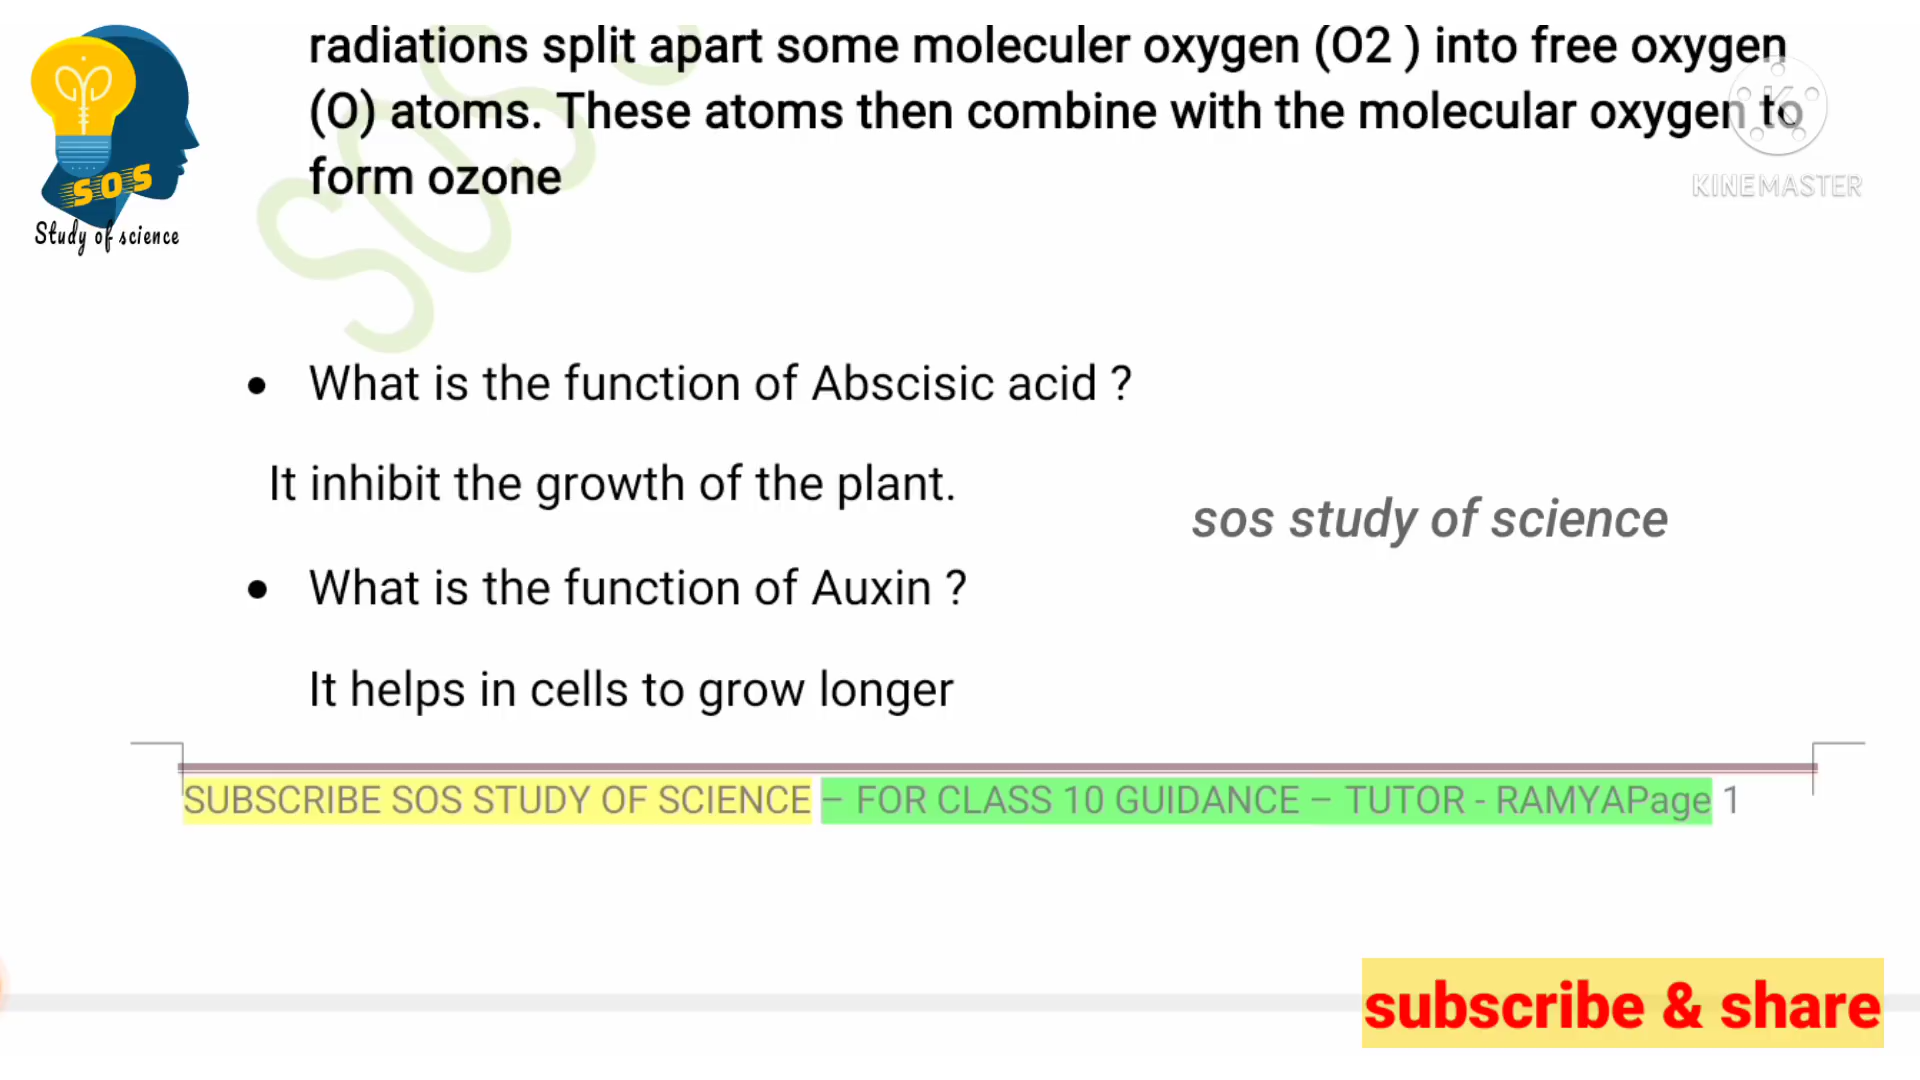 radiations split apart some moleculer oxygen (O2 ) into free oxygen
(O) atoms. These atoms then combine with the molecular oxygen to
form ozone
KINEMASTER
SOS
Study of science
SOS
• What is the function of Abscisic acid ?
It inhibit the growth of the plant.
sos study of science
• What is the function of Auxin ?
It helps in cells to grow longer
SUBSCRIBE SOS STUDY OF SCIENCE – FOR CLASS 10 GUIDANCE – TUTOR - RAMYAPage 1
subscribe & share